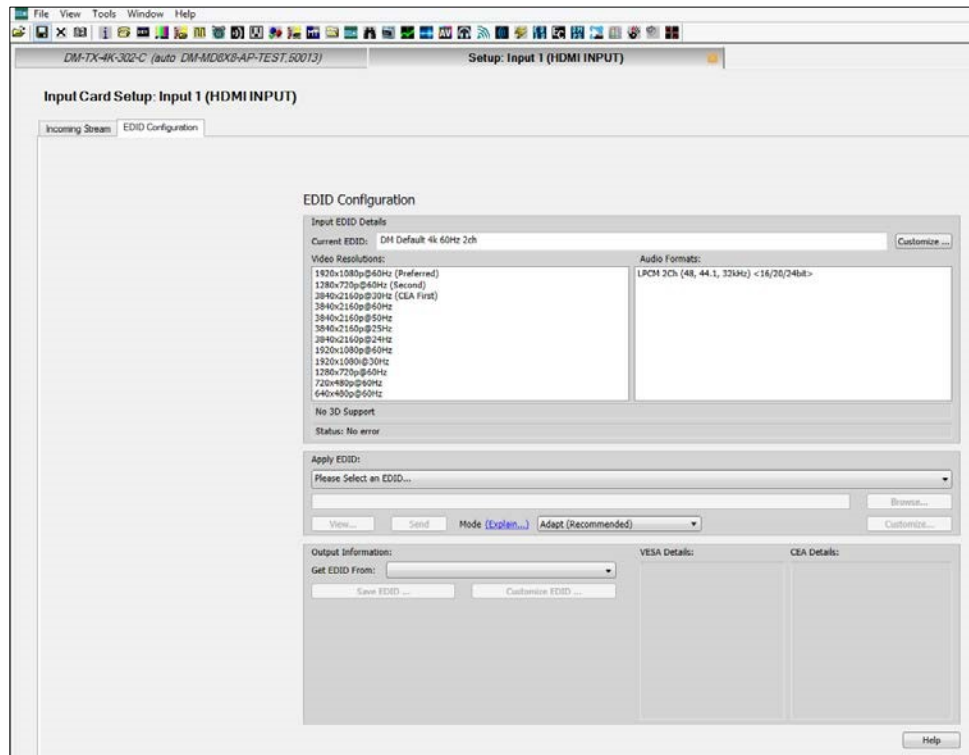 File View Tools Window Help
DM-TX-4K-302-C (auto DM-MD8X8-AP-TEST,50013)
Setup: Input 1 (HDMI INPUT)
Input Card Setup: Input 1 (HDMI INPUT)
Incoming Stream
EDID Configuration
EDID Configuration
Input EDID Details
Current EDID: DM Default 4k 60Hz 2ch
Customize ...
Video Resolutions:
1920x1080p@60Hz (Preferred)
1280x720p@60Hz (Second)
3840x2160p@30Hz (CEA First)
3840x2160p@60Hz
3840x2160p@50Hz
3840x2160p@25Hz
3840x2160p@24Hz
1920x1080p@60Hz
1920x1080i@30Hz
1280x720p@60Hz
720x480p@60Hz
640x480p@60Hz
Audio Formats:
LPCM 2Ch (48, 44.1, 32kHz) <16/20/24bit>
No 3D Support
Status: No error
Apply EDID:
Please Select an EDID...
Browse...
View...
Send
Mode (Explain...)
Adapt (Recommended)
Customize...
Output Information:
Get EDID From:
Save EDID ...
Customize EDID ...
VESA Details:
CEA Details:
Help